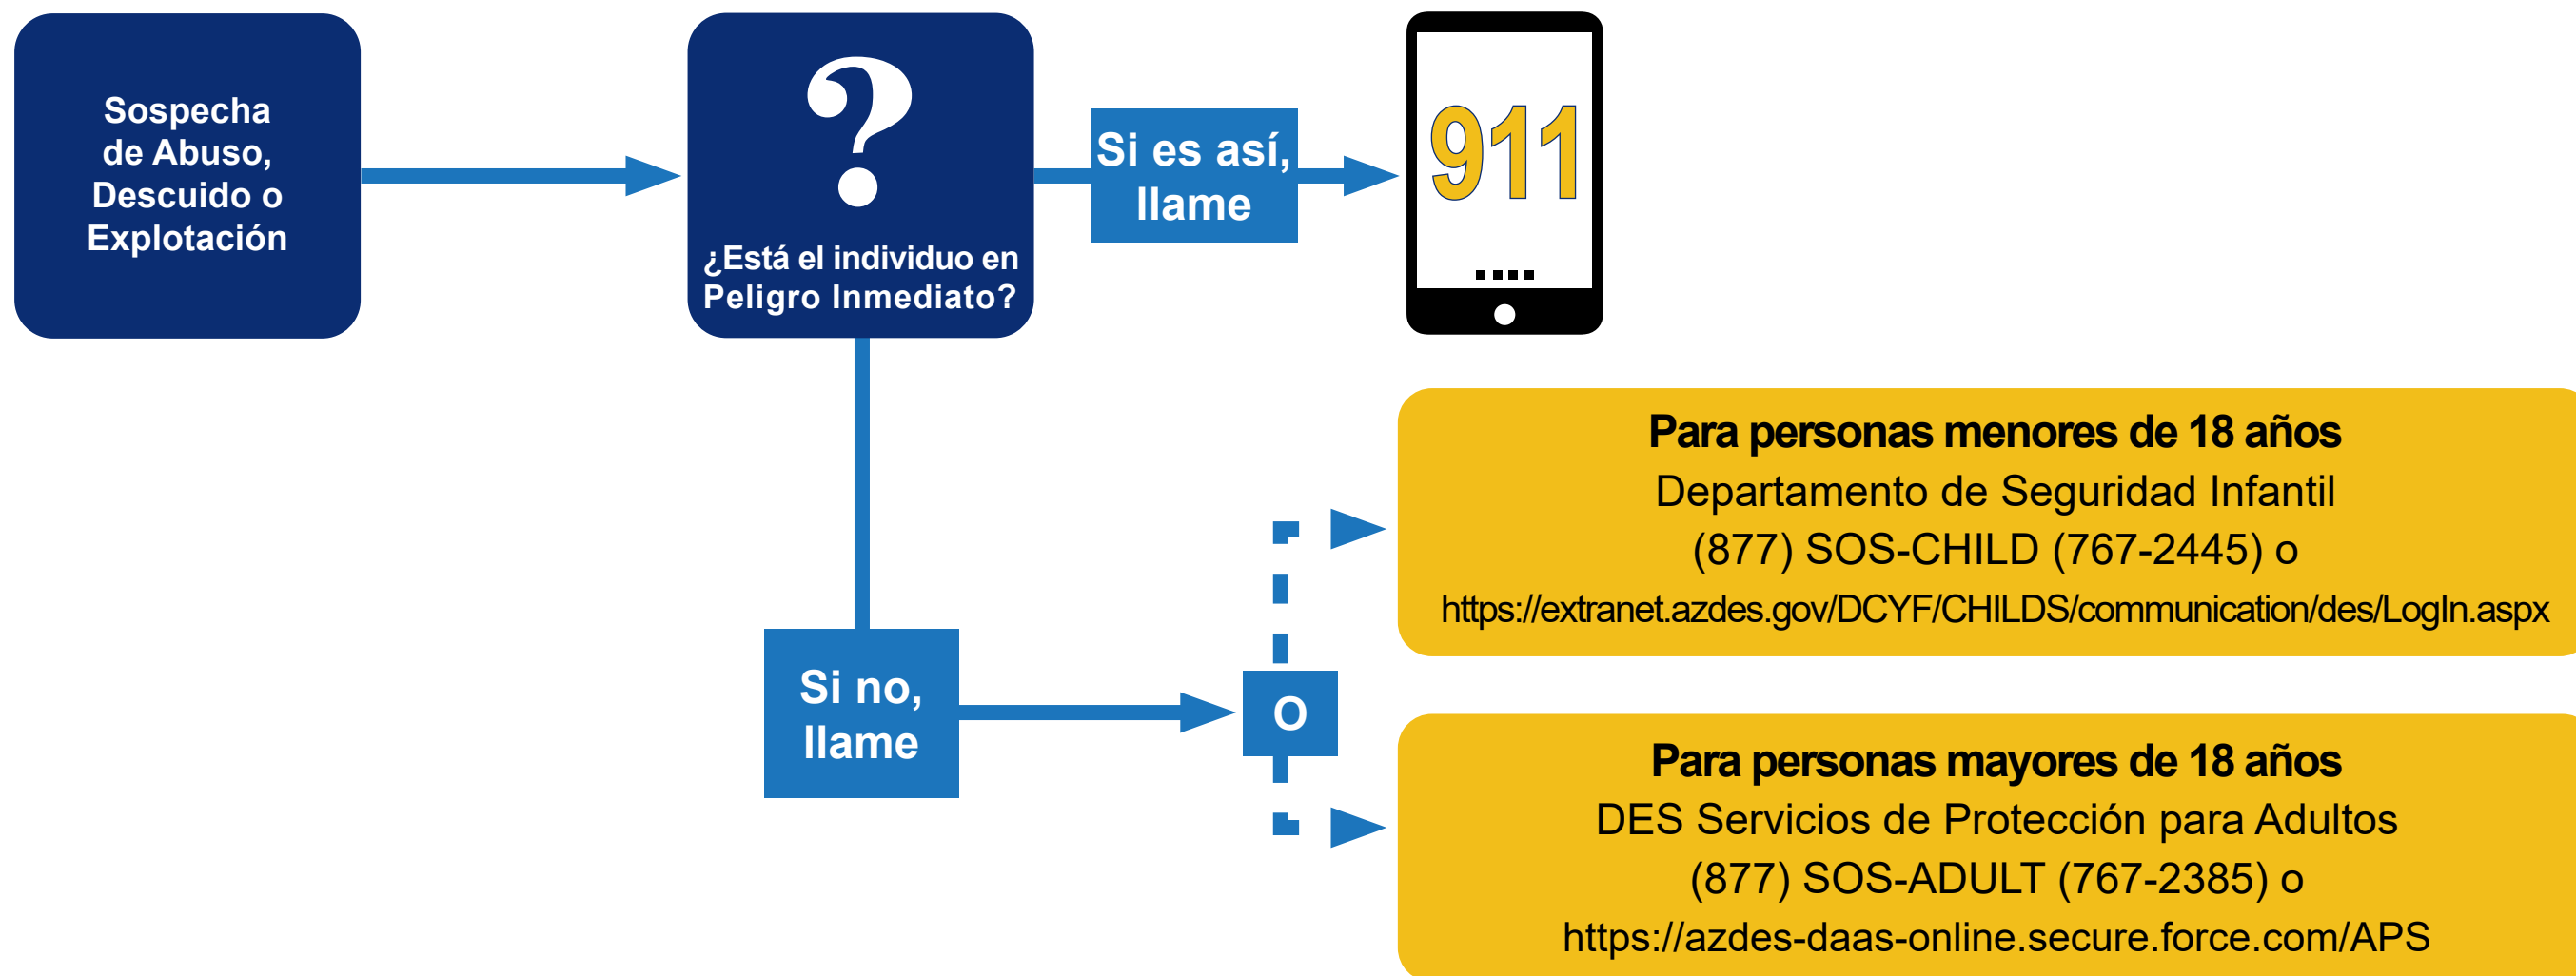 Sospecha
de Abuso,
Descuido o
Explotación
?
¿Está el individuo en
Peligro Inmediato?
Si es así,
llame
911
Si no,
llame
O
Para personas menores de 18 años
Departamento de Seguridad Infantil
(877) SOS-CHILD (767-2445) o
https://extranet.azdes.gov/DCYF/CHILDS/communication/des/LogIn.aspx
Para personas mayores de 18 años
DES Servicios de Protección para Adultos
(877) SOS-ADULT (767-2385) o
https://azdes-daas-online.secure.force.com/APS